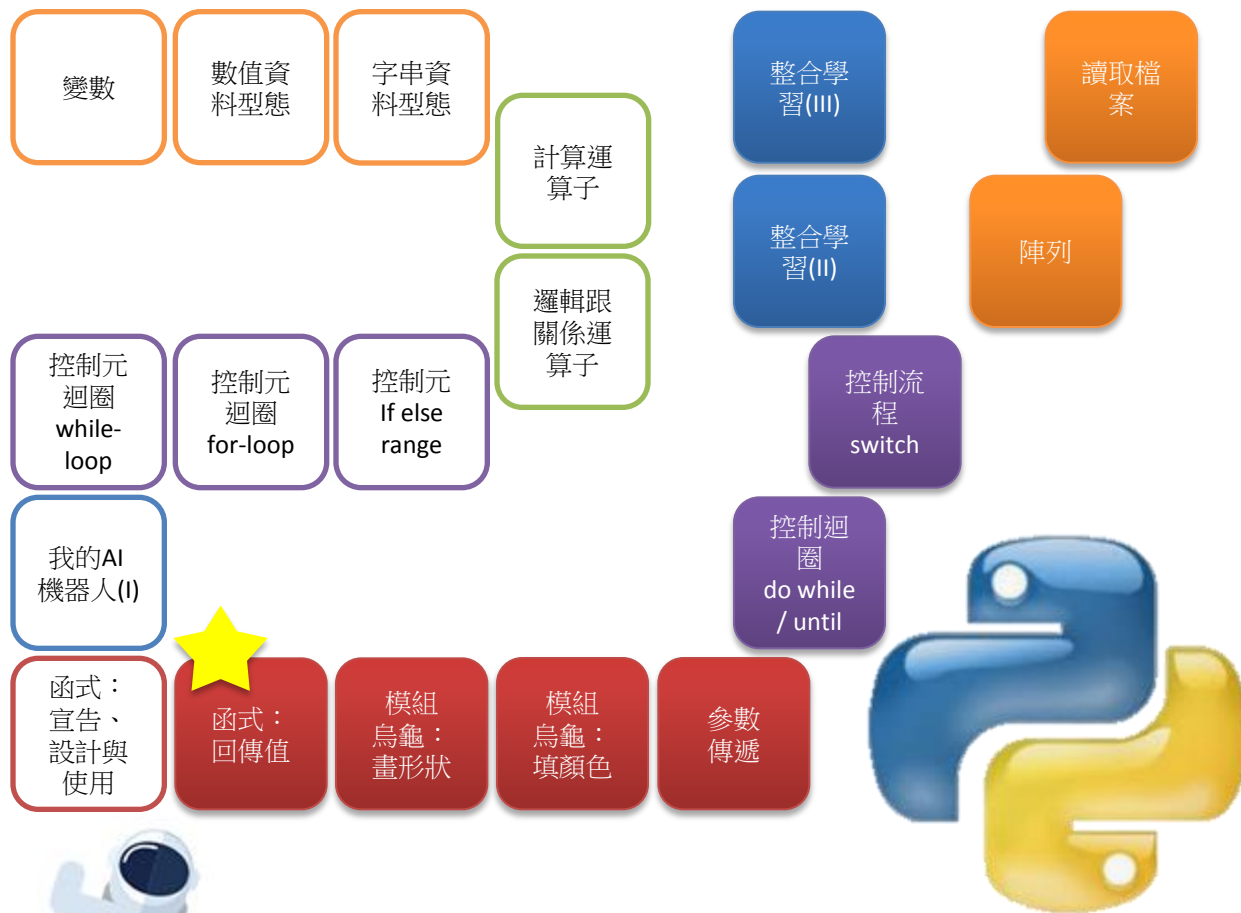 變數
數值資
料型態
字串資
料型態
計算運
算子
邏輯跟
關係運
算子
控制元
If else
range
控制元
迴圈
for-loop
控制元
迴圈
while-
loop
我的AI
機器人(I)
函式：
宣告、
設計與
使用
函式：
回傳值
模組
烏龜：
畫形狀
模組
烏龜：
填顏色
參數
傳遞
控制迴
圈
do while
/ until
控制流
程
switch
整合學
習(II)
整合學
習(III)
陣列
讀取檔
案